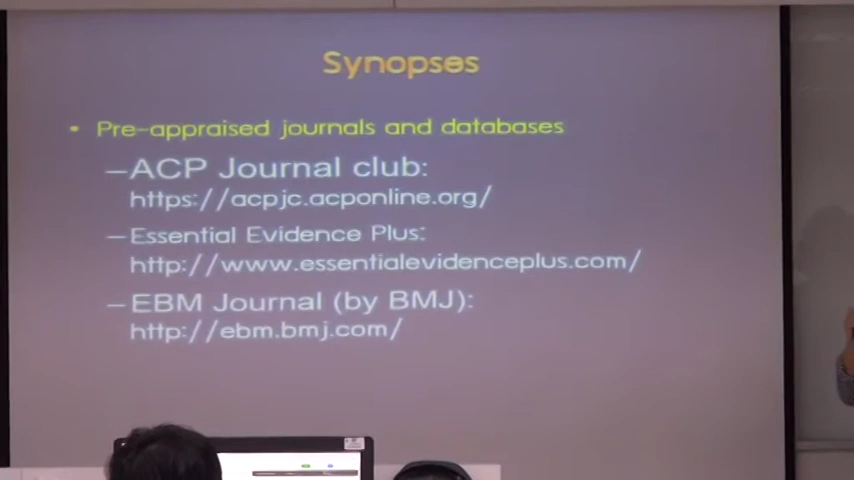 Synopses
• Pre-appraised journals and databases
–ACP Journal club:
https://acpjc.acponline.org/
–Essential Evidence Plus:
http://www.essentialevidenceplus.com/
–EBM Journal (by BMJ):
http://ebm.bmj.com/